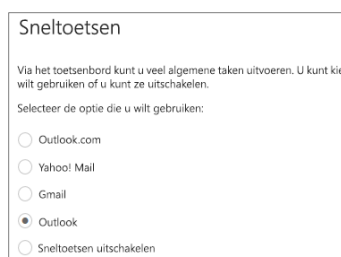 Sneltoetsen
Via het toetsenbord kunt u veel algemene taken uitvoeren. U kunt
wilt gebruiken of u kunt ze uitschakelen.
Selecteer de optie die u wilt gebruiken:
Outlook.com
Yahoo! Mail
Gmail
Outlook
Sneltoetsen uitschakelen